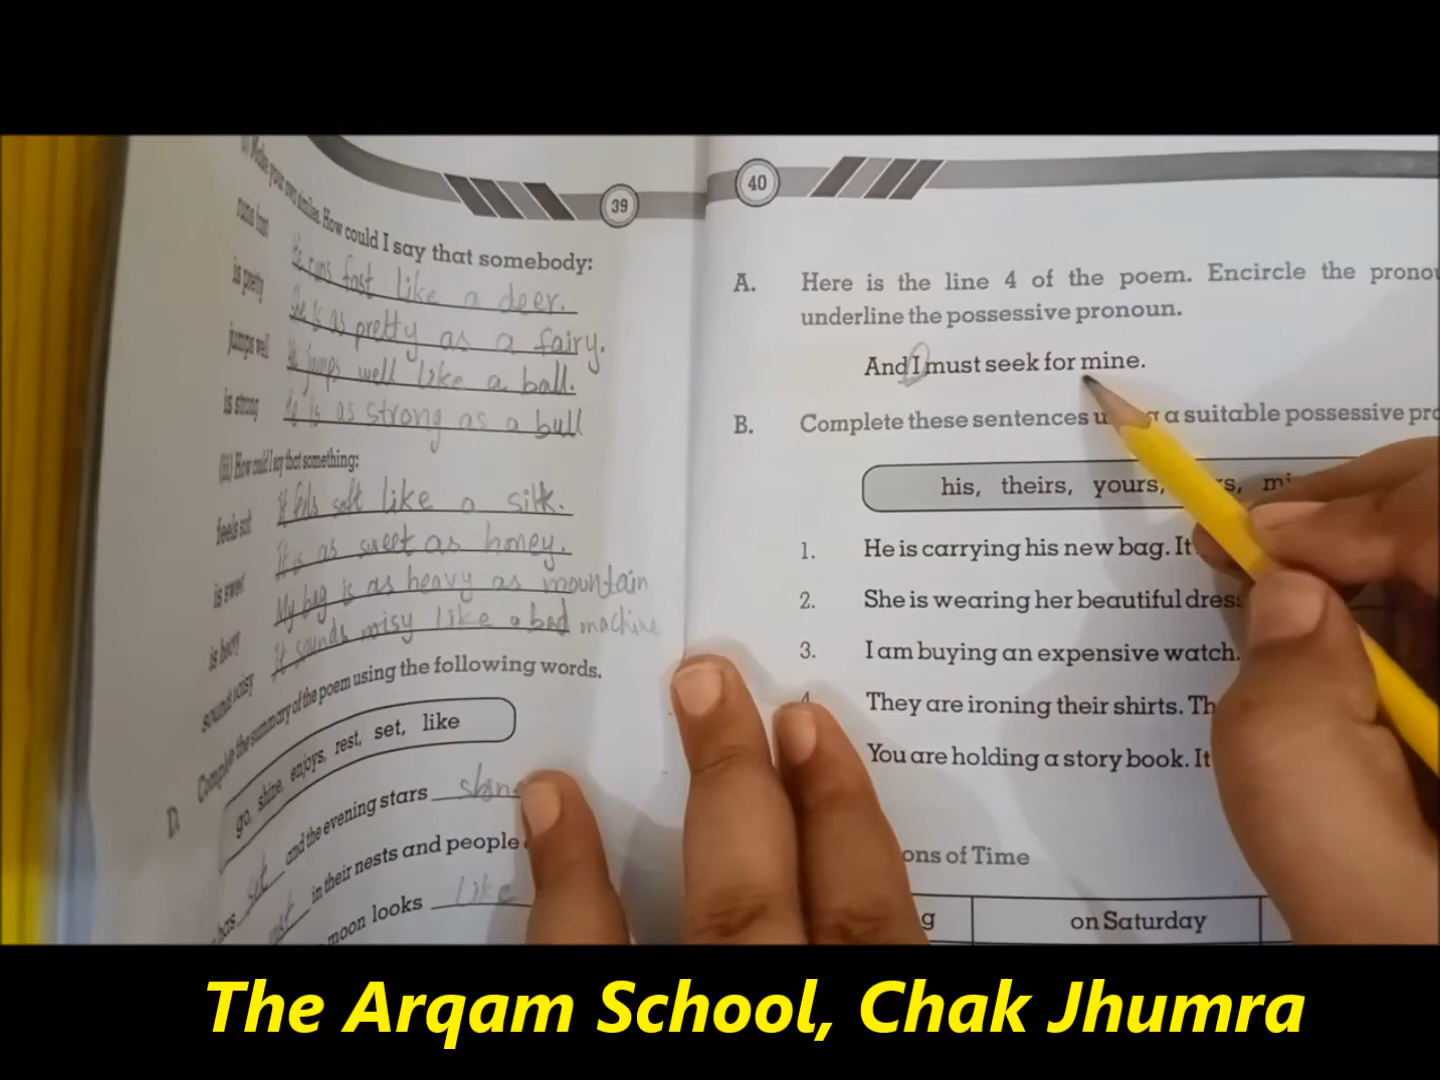 39
(i) Make your own similes. How could I say that somebody:
runs fast He runs fast like a deer.
is pretty She is as pretty as a fairy.
jumps well He jumps well like a ball.
is strong He is as strong as a bull
(ii) How could I say that something:
feels soft It feels soft like a silk.
is sweet It is as sweet as honey.
is heavy My bag is as heavy as mountain
sounds noisy It sounds noisy like a bad machine
D. Complete the summary of the poem using the following words.
go, shine, enjoys, rest, set, like
has set and the evening stars shine
rest in their nests and people
moon looks like
40
A. Here is the line 4 of the poem. Encircle the
underline the possessive pronoun.
And I must seek for mine.
B. Complete these sentences a suitable possessive
his, theirs, yours,
1. He is carrying his new bag. It
2. She is wearing her beautiful dress
3. I am buying an expensive watch.
4. They are ironing their shirts.
You are holding a story book. It
of Time
on Saturday
The Arqam School, Chak Jhumra